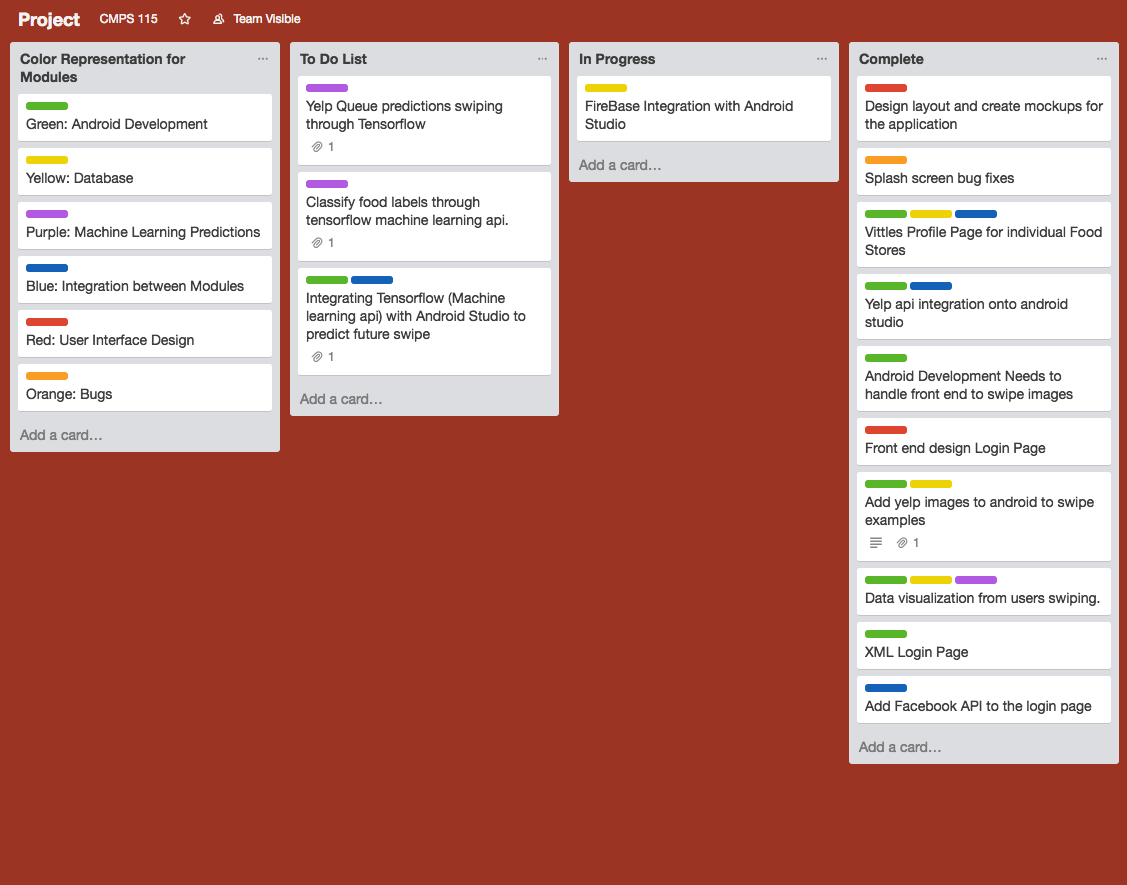 Project CMPS 115 Team Visible
Color Representation for
Modules
Green: Android Development
Yellow: Database
Purple: Machine Learning Predictions
Blue: Integration between Modules
Red: User Interface Design
Orange: Bugs
Add a card…
To Do List
Yelp Queue predictions swiping
through Tensorflow
1
Classify food labels through
tensorflow machine learning api.
1
Integrating Tensorflow (Machine
learning api) with Android Studio to
predict future swipe
1
Add a card…
In Progress
FireBase Integration with Android
Studio
Add a card…
Complete
Design layout and create mockups for
the application
Splash screen bug fixes
Vittles Profile Page for individual Food
Stores
Yelp api integration onto android
studio
Android Development Needs to
handle front end to swipe images
Front end design Login Page
Add yelp images to android to swipe
examples
1
Data visualization from users swiping.
XML Login Page
Add Facebook API to the login page
Add a card…